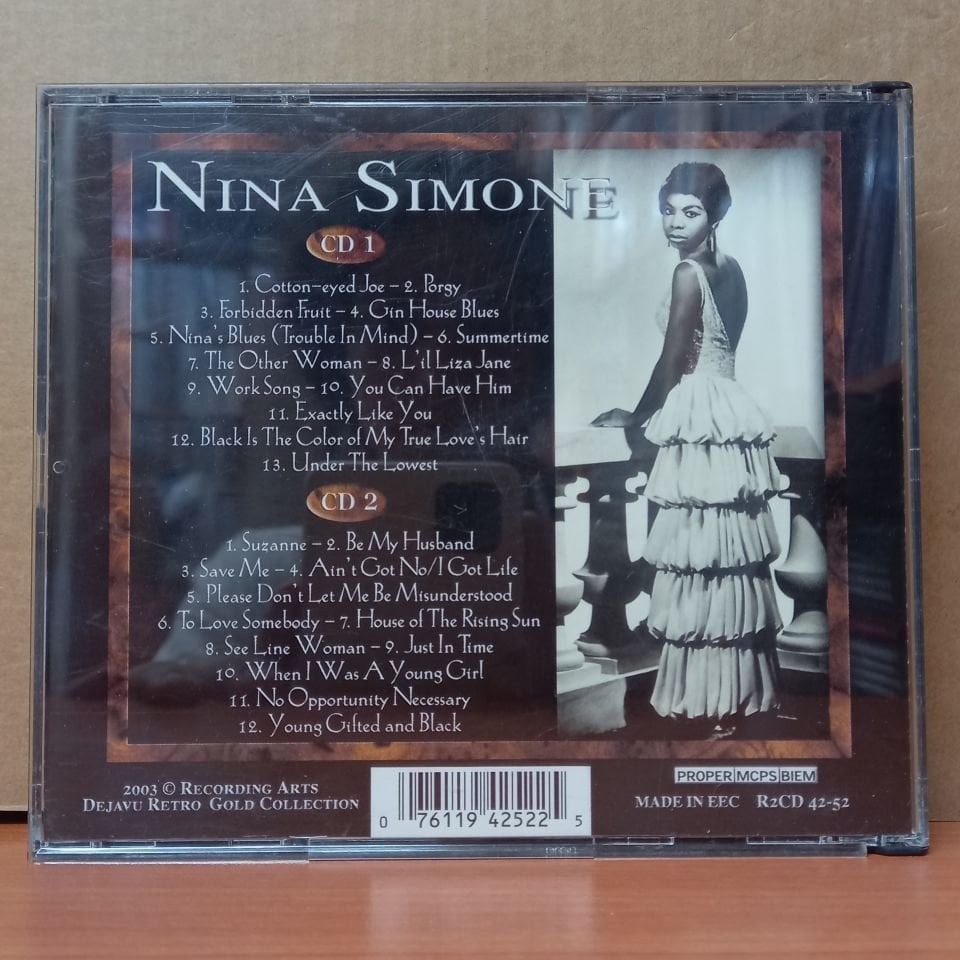 NINA SIMONE
CD 1
1. Cotton-eyed Joe – 2. Porgy
3. Forbidden Fruit – 4. Gin House Blues
5. Nina's Blues (Trouble In Mind) – 6. Summertime
7. The Other Woman – 8. L'il Liza Jane
9. Work Song – 10. You Can Have Him
11. Exactly Like You
12. Black Is The Color of My True Love's Hair
13. Under The Lowest
CD 2
1. Suzanne – 2. Be My Husband
3. Save Me – 4. Ain't Got No/I Got Life
5. Please Don't Let Me Be Misunderstood
6. To Love Somebody – 7. House of The Rising Sun
8. See Line Woman – 9. Just In Time
10. When I Was A Young Girl
11. No Opportunity Necessary
12. Young Gifted and Black
2003 © RECORDING ARTS
DEJAVU RETRO GOLD COLLECTION
0 76119 42522 5
PROPER MCPS BIEM
MADE IN EEC R2CD 42-52